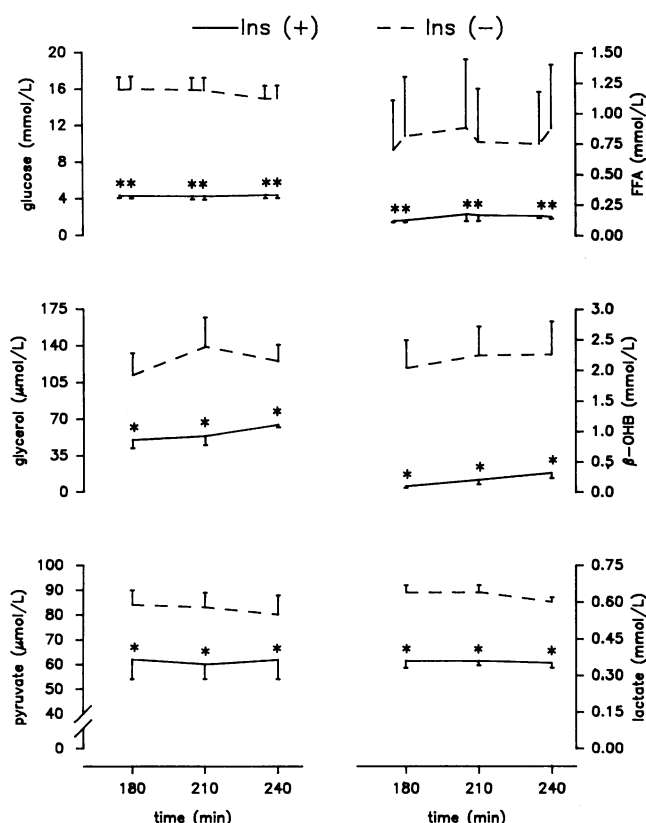 Ins (+) Ins (−)
glucose (mmol/L)
20
16
12
8
4
0
** ** **
FFA (mmol/L)
1.50
1.25
1.00
0.75
0.50
0.25
0.00
** ** **
glycerol (μmol/L)
175
140
105
70
35
0
* * *
β−OHB (mmol/L)
3.0
2.5
2.0
1.5
1.0
0.5
0.0
* * *
pyruvate (μmol/L)
100
90
80
70
60
50
40
0
* * *
lactate (mmol/L)
0.75
0.60
0.45
0.30
0.15
0.00
* * *
180 210 240
time (min)
180 210 240
time (min)